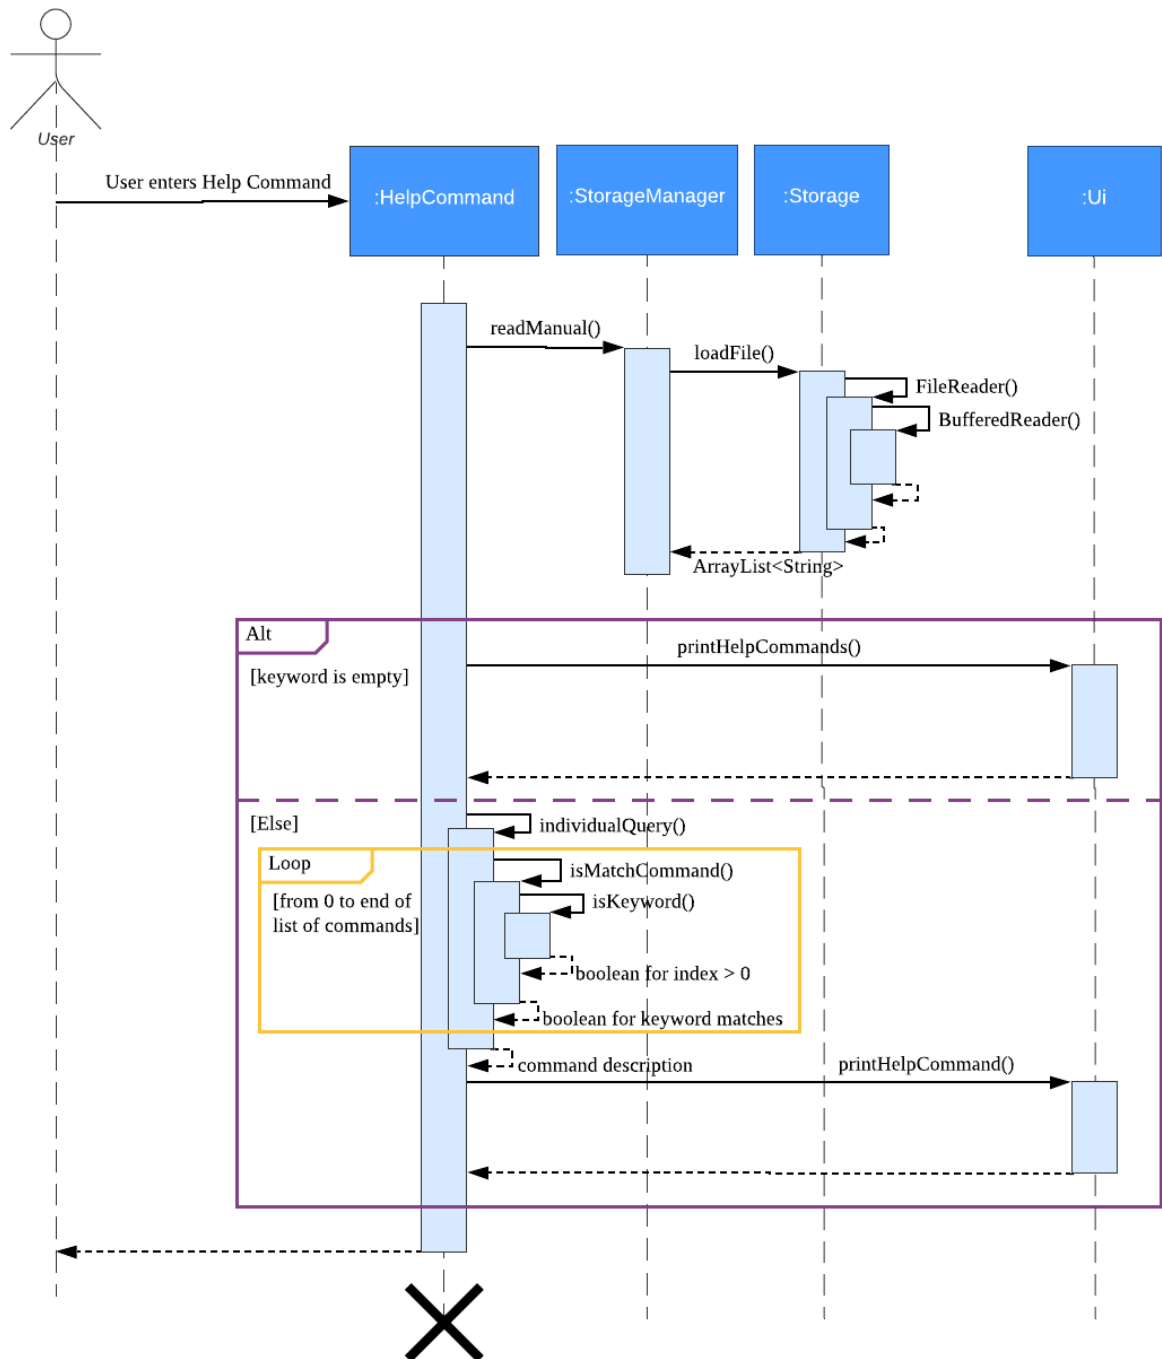 User
User enters Help Command
:HelpCommand
:StorageManager
:Storage
:Ui
readManual()
loadFile()
FileReader()
BufferedReader()
ArrayList<String>
Alt
printHelpCommands()
[keyword is empty]
[Else]
individualQuery()
Loop
isMatchCommand()
[from 0 to end of
list of commands]
isKeyword()
boolean for index > 0
boolean for keyword matches
command description
printHelpCommand()